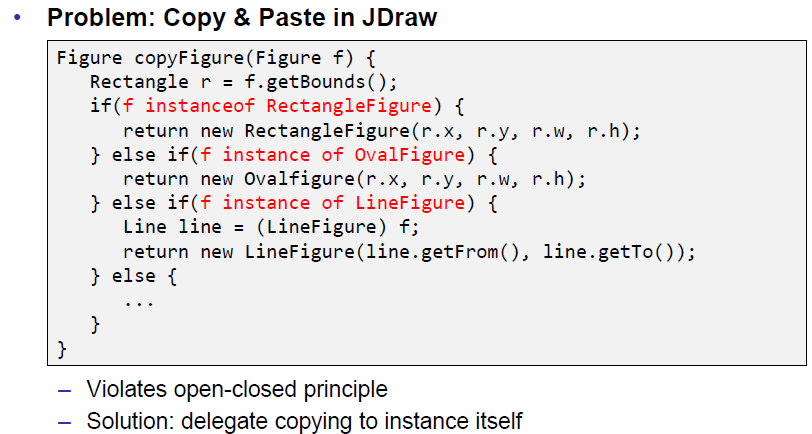 • Problem: Copy & Paste in JDraw
Figure copyFigure(Figure f) {
   Rectangle r = f.getBounds();
   if(f instanceof RectangleFigure) {
      return new RectangleFigure(r.x, r.y, r.w, r.h);
   } else if(f instance of OvalFigure) {
      return new Ovalfigure(r.x, r.y, r.w, r.h);
   } else if(f instance of LineFigure) {
      Line line = (LineFigure) f;
      return new LineFigure(line.getFrom(), line.getTo());
   } else {
      ...
   }
}
– Violates open-closed principle
– Solution: delegate copying to instance itself